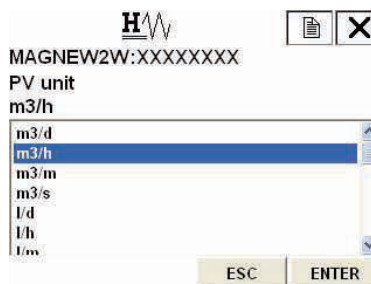 H
MAGNEW2W:XXXXXXXX
PV unit
m3/h
m3/d
m3/h
m3/m
m3/s
l/d
l/h
l/m
ESC ENTER